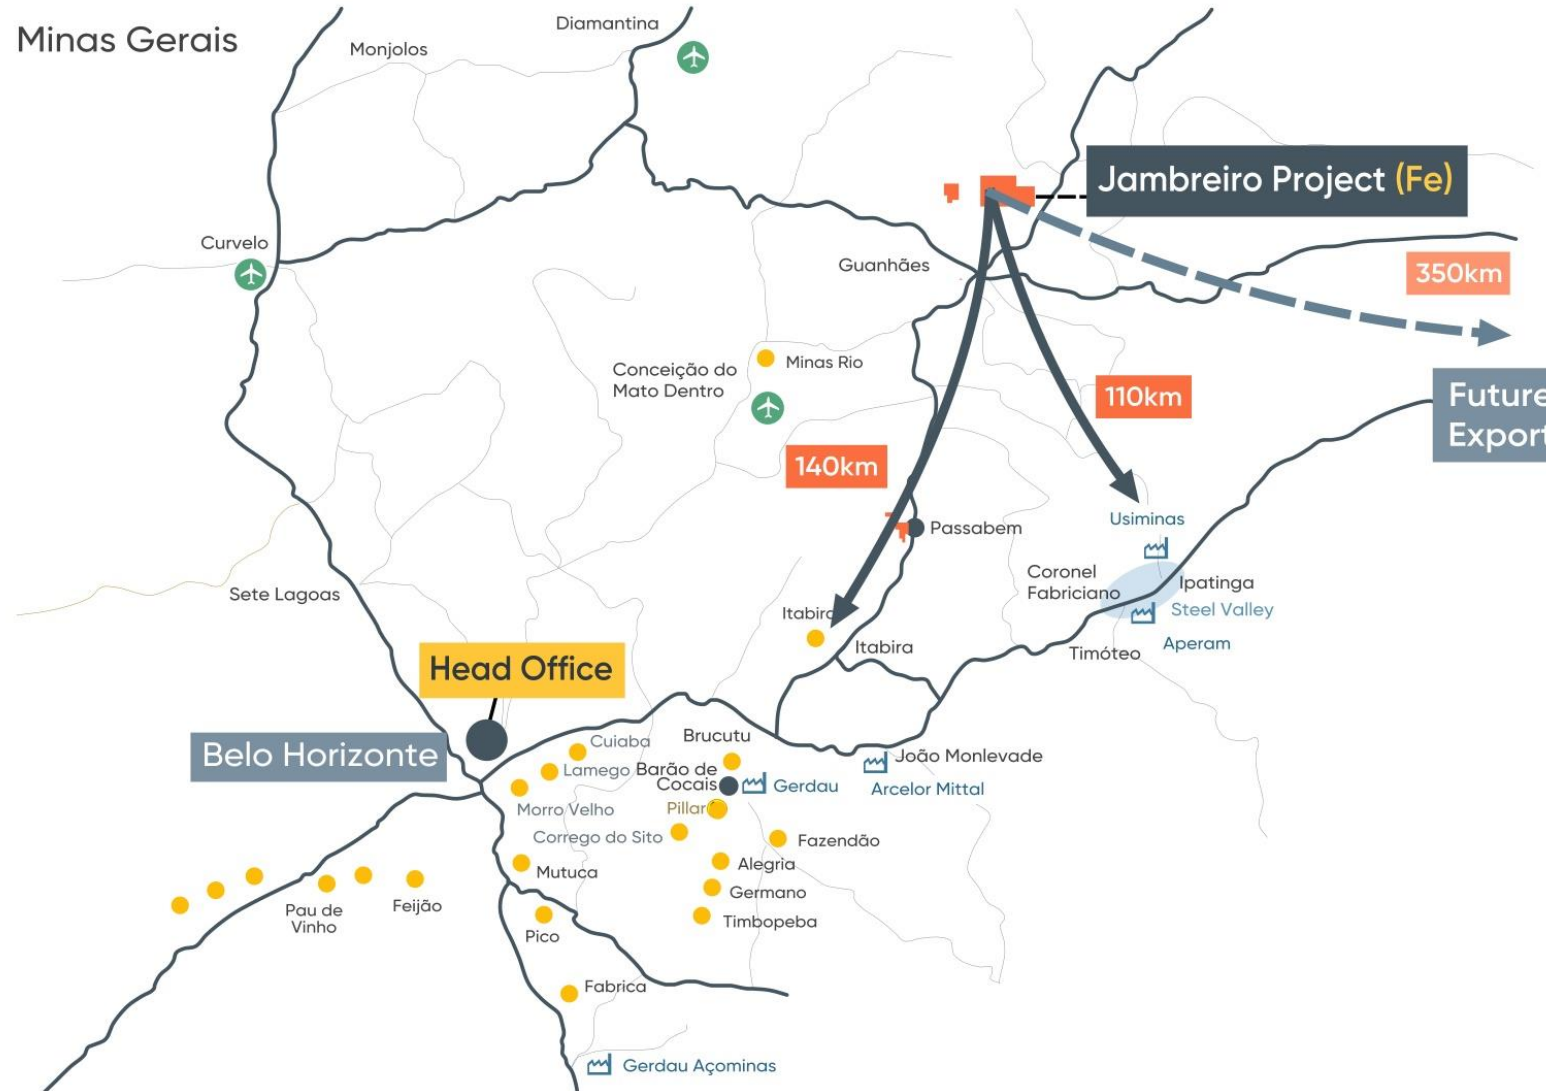 Minas Gerais
Diamantina
Monjolos
Jambreiro Project (Fe)
Curvelo
Guanhães
350km
Minas Rio
Conceição do
Mato Dentro
110km
Future
Export
140km
Usiminas
Passabem
Coronel
Fabriciano
Ipatinga
Sete Lagoas
Steel Valley
Itabira
Aperam
Itabira
Timóteo
Head Office
Belo Horizonte
Cuiaba
Brucutu
João Monlevade
Lamego
Barão de
Cocais
Gerdau
Arcelor Mittal
Morro Velho
Pillar
Corrego do Sito
Fazendão
Alegria
Mutuca
Germano
Pau de
Vinho
Feijão
Timbopeba
Pico
Fabrica
Gerdau Açominas